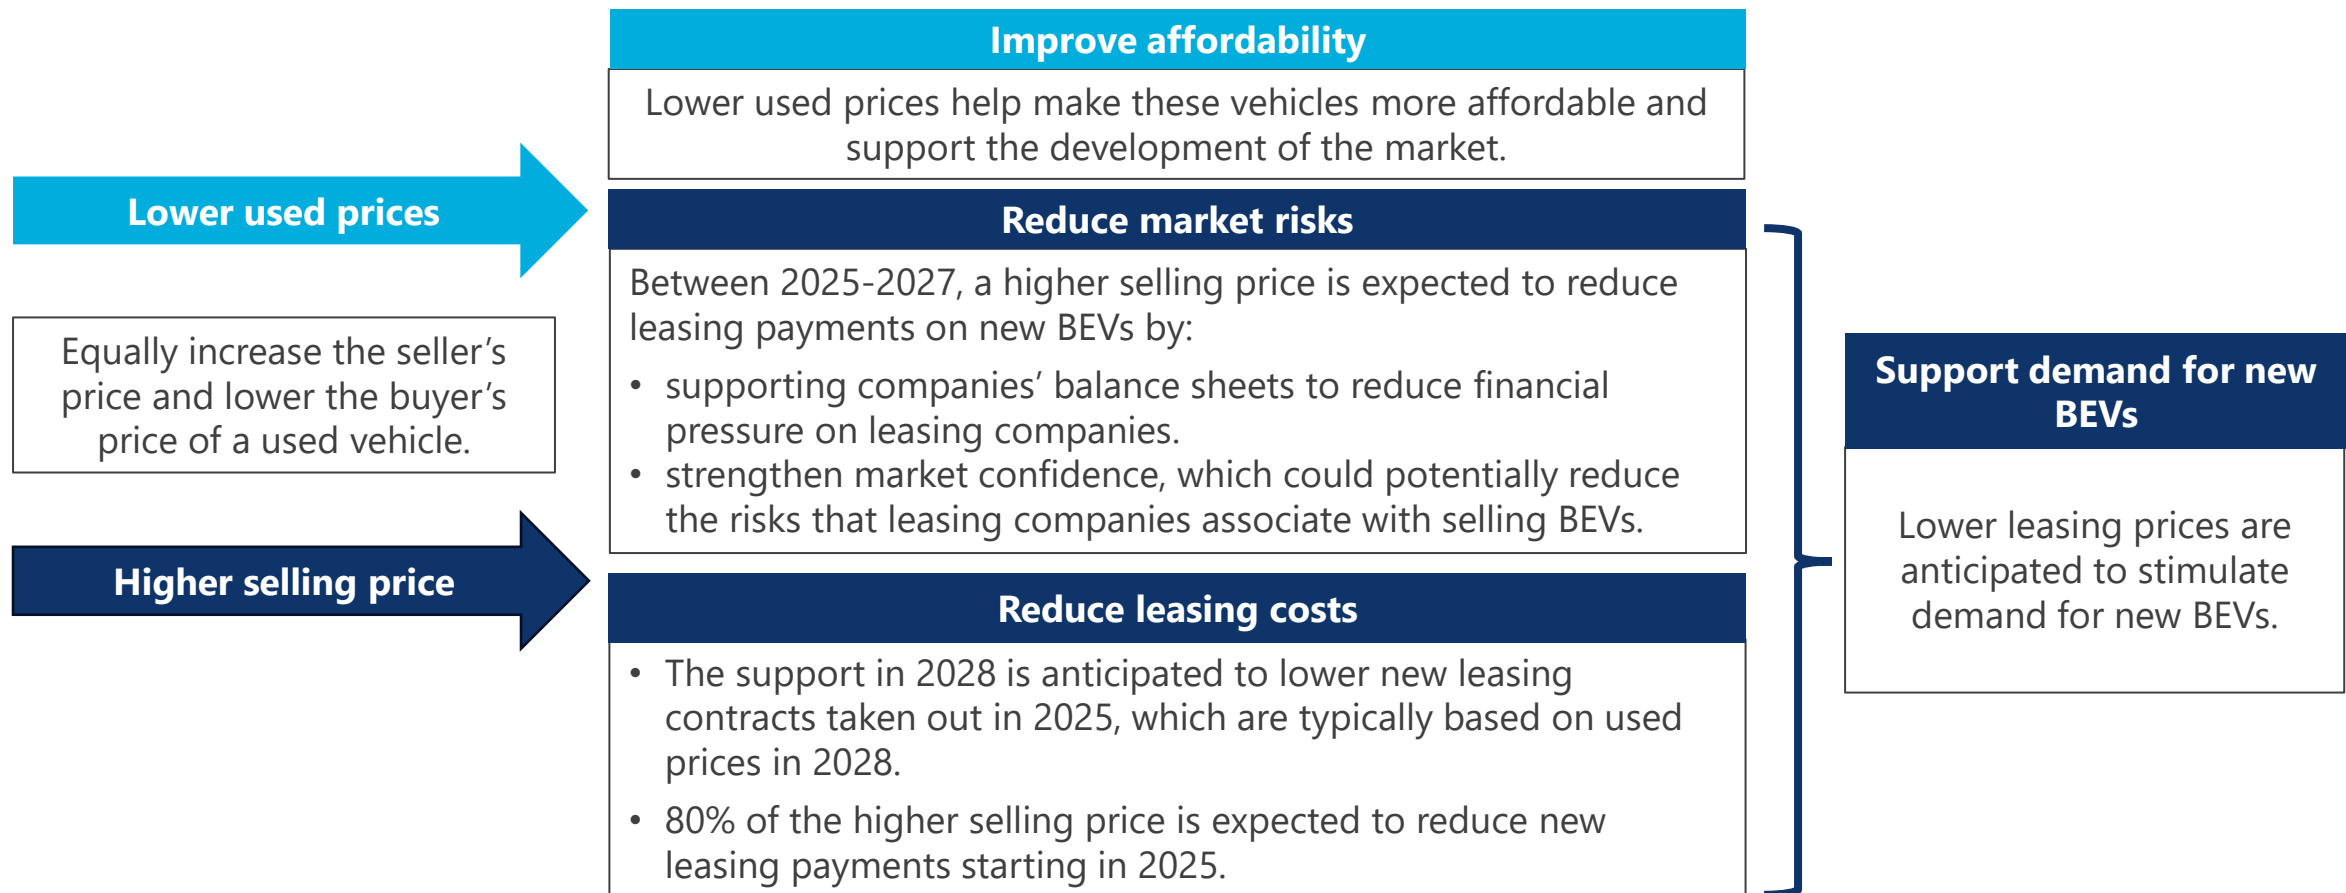 Lower used prices
Equally increase the seller’s
price and lower the buyer’s
price of a used vehicle.
Higher selling price
Improve affordability
Lower used prices help make these vehicles more affordable and
support the development of the market.
Reduce market risks
Between 2025-2027, a higher selling price is expected to reduce
leasing payments on new BEVs by:
• supporting companies’ balance sheets to reduce financial
pressure on leasing companies.
• strengthen market confidence, which could potentially reduce
the risks that leasing companies associate with selling BEVs.
Reduce leasing costs
• The support in 2028 is anticipated to lower new leasing
contracts taken out in 2025, which are typically based on used
prices in 2028.
• 80% of the higher selling price is expected to reduce new
leasing payments starting in 2025.
Support demand for new
BEVs
Lower leasing prices are
anticipated to stimulate
demand for new BEVs.